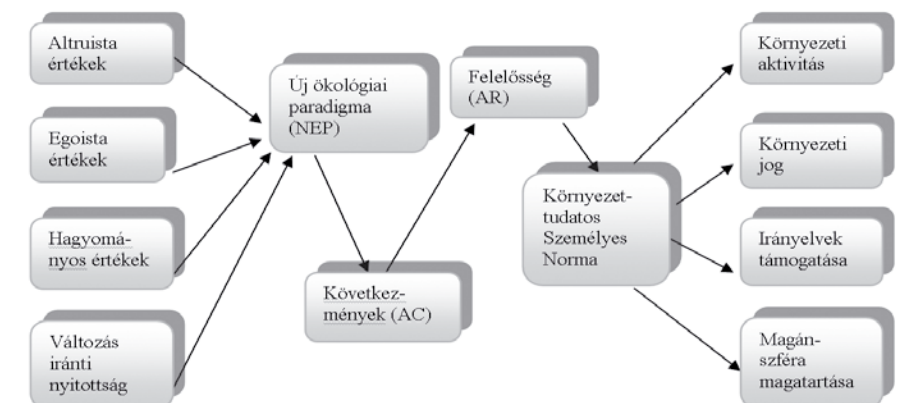 Altruista
értékek
Egoista
értékek
Hagyomá-
nyos értékek
Változás
iránti
nyitottság
Új ökológiai
paradigma
(NEP)
Következ-
mények (AC)
Felelősség
(AR)
Környezet-
tudatos
Személyes
Norma
Környezeti
aktivitás
Környezeti
jog
Irányelvek
támogatása
Magán-
szféra
magatartása